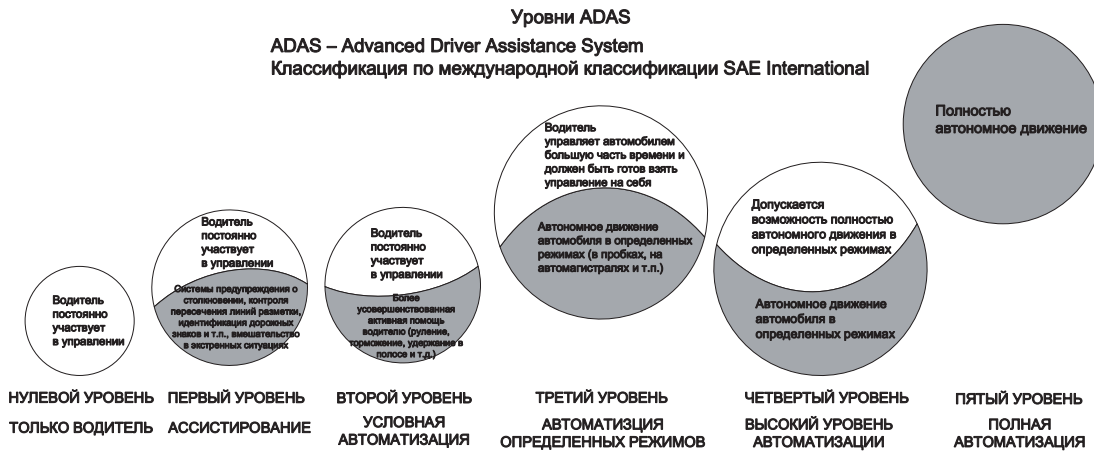 Уровни ADAS
ADAS – Advanced Driver Assistance System
Классификация по международной классификации SAE International
Водитель
постоянно
участвует
в управлении
НУЛЕВОЙ УРОВЕНЬ
ТОЛЬКО ВОДИТЕЛЬ
Водитель
постоянно
участвует
в управлении
Системы предупреждения о
столкновении, контроля
пересечения линий разметки,
идентификация дорожных
знаков и т.п., вмешательство
в экстренных ситуациях
ПЕРВЫЙ УРОВЕНЬ
АССИСТИРОВАНИЕ
Водитель
постоянно
участвует
в управлении
Более
усовершенствованная
активная помощь
водителю (руление,
торможение, удержание в
полосе и т.д.)
ВТОРОЙ УРОВЕНЬ
УСЛОВНАЯ
АВТОМАТИЗАЦИЯ
Водитель
управляет автомобилем
большую часть времени и
должен быть готов взять
управление на себя
Автономное движение
автомобиля в определенных
режимах (в пробках, на
автомагистралях и т.п.)
ТРЕТИЙ УРОВЕНЬ
АВТОМАТИЗЦИЯ
ОПРЕДЕЛЕННЫХ РЕЖИМОВ
Допускается
возможность полностью
автономного движения в
определенных режимах
Автономное движение
автомобиля в
определенных режимах
ЧЕТВЕРТЫЙ УРОВЕНЬ
ВЫСОКИЙ УРОВЕНЬ
АВТОМАТИЗАЦИИ
Полностью
автономное движение
ПЯТЫЙ УРОВЕНЬ
ПОЛНАЯ
АВТОМАТИЗАЦИЯ